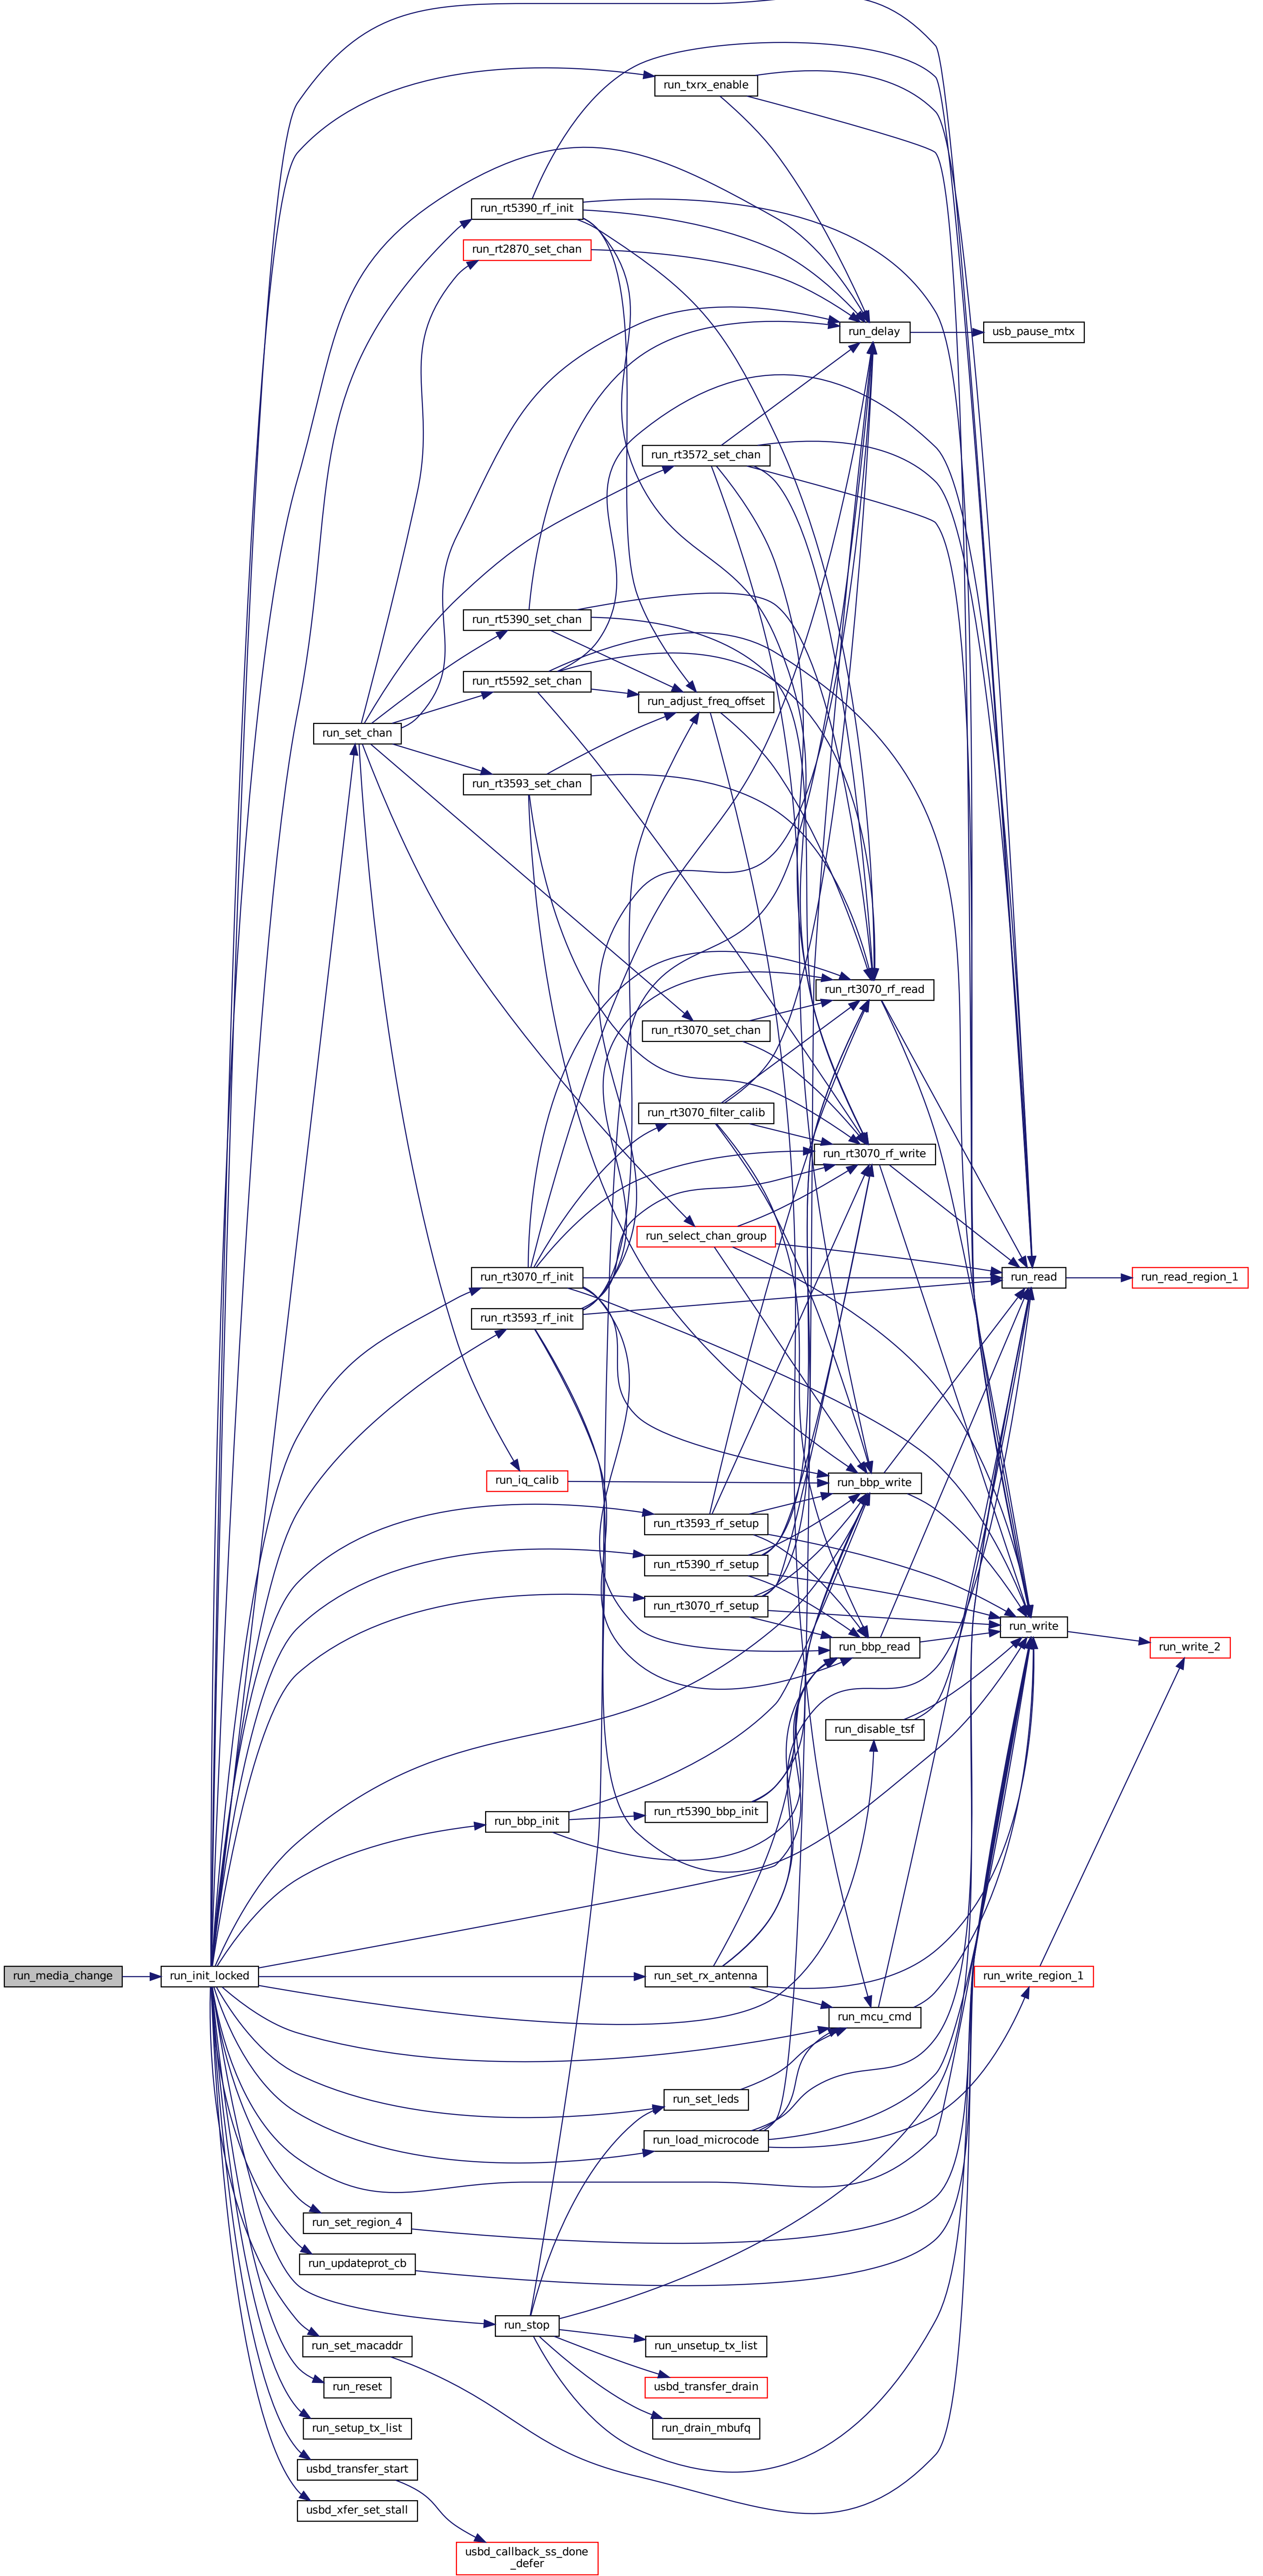 run_txrx_enable
run_rt5390_rf_init
run_rt2870_set_chan
run_delay
usb_pause_mtx
run_rt3572_set_chan
run_rt5390_set_chan
run_rt5592_set_chan
run_adjust_freq_offset
run_set_chan
run_rt3593_set_chan
run_rt3070_rf_read
run_rt3070_set_chan
run_rt3070_filter_calib
run_rt3070_rf_write
run_select_chan_group
run_rt3070_rf_init
run_read
run_read_region_1
run_rt3593_rf_init
run_iq_calib
run_bbp_write
run_rt3593_rf_setup
run_rt5390_rf_setup
run_rt3070_rf_setup
run_write
run_bbp_read
run_write_2
run_disable_tsf
run_rt5390_bbp_init
run_bbp_init
run_media_change
run_init_locked
run_set_rx_antenna
run_write_region_1
run_mcu_cmd
run_set_leds
run_load_microcode
run_set_region_4
run_updateprot_cb
run_stop
run_set_macaddr
run_unsetup_tx_list
run_reset
usbd_transfer_drain
run_setup_tx_list
run_drain_mbufq
usbd_transfer_start
usbd_xfer_set_stall
usbd_callback_ss_done
_defer